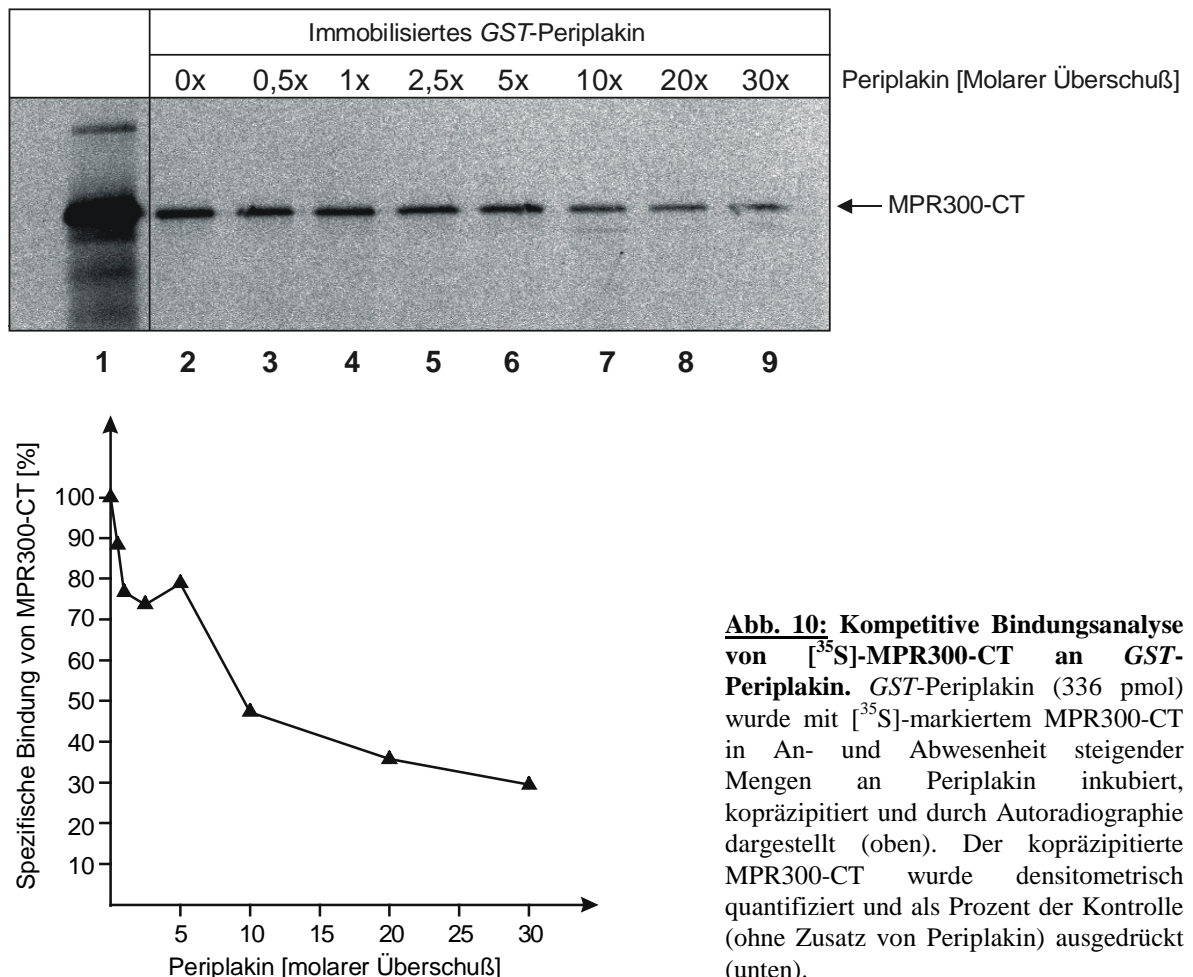 Immobilisiertes GST-Periplakin
0x 0,5x 1x 2,5x 5x 10x 20x 30x Periplakin [Molarer Überschuß]
MPR300-CT
1 2 3 4 5 6 7 8 9
Spezifische Bindung von MPR300-CT [%]
100
90
80
70
60
50
40
30
20
10
5 10 15 20 25 30
Periplakin [molarer Überschuß]
Abb. 10: Kompetitive Bindungsanalyse
von [³⁵S]-MPR300-CT an GST-
Periplakin. GST-Periplakin (336 pmol)
wurde mit [³⁵S]-markiertem MPR300-CT
in An- und Abwesenheit steigender
Mengen an Periplakin inkubiert,
kopräzipitiert und durch Autoradiographie
dargestellt (oben). Der kopräzipitierte
MPR300-CT wurde densitometrisch
quantifiziert und als Prozent der Kontrolle
(ohne Zusatz von Periplakin) ausgedrückt
(unten).